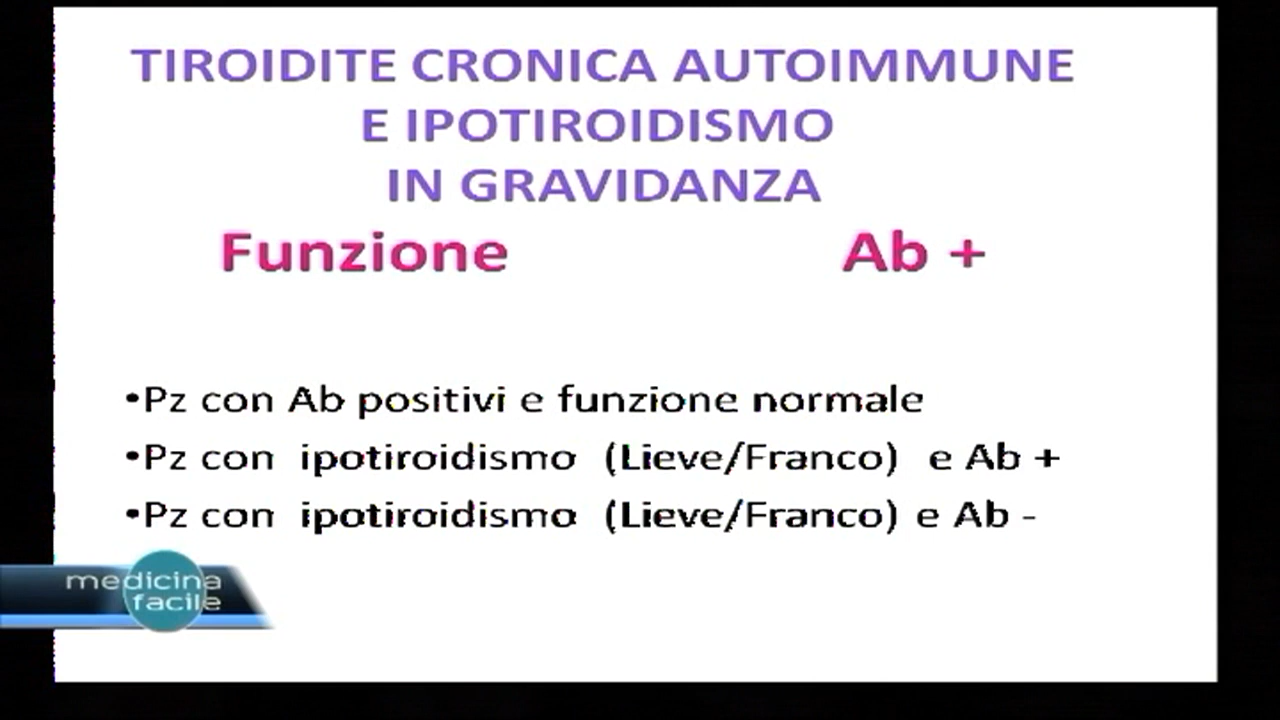 TIROIDITE CRONICA AUTOIMMUNE
E IPOTIROIDISMO
IN GRAVIDANZA
Funzione Ab +
•Pz con Ab positivi e funzione normale
•Pz con ipotiroidismo (Lieve/Franco) e Ab +
•Pz con ipotiroidismo (Lieve/Franco) e Ab -
medicina
facile